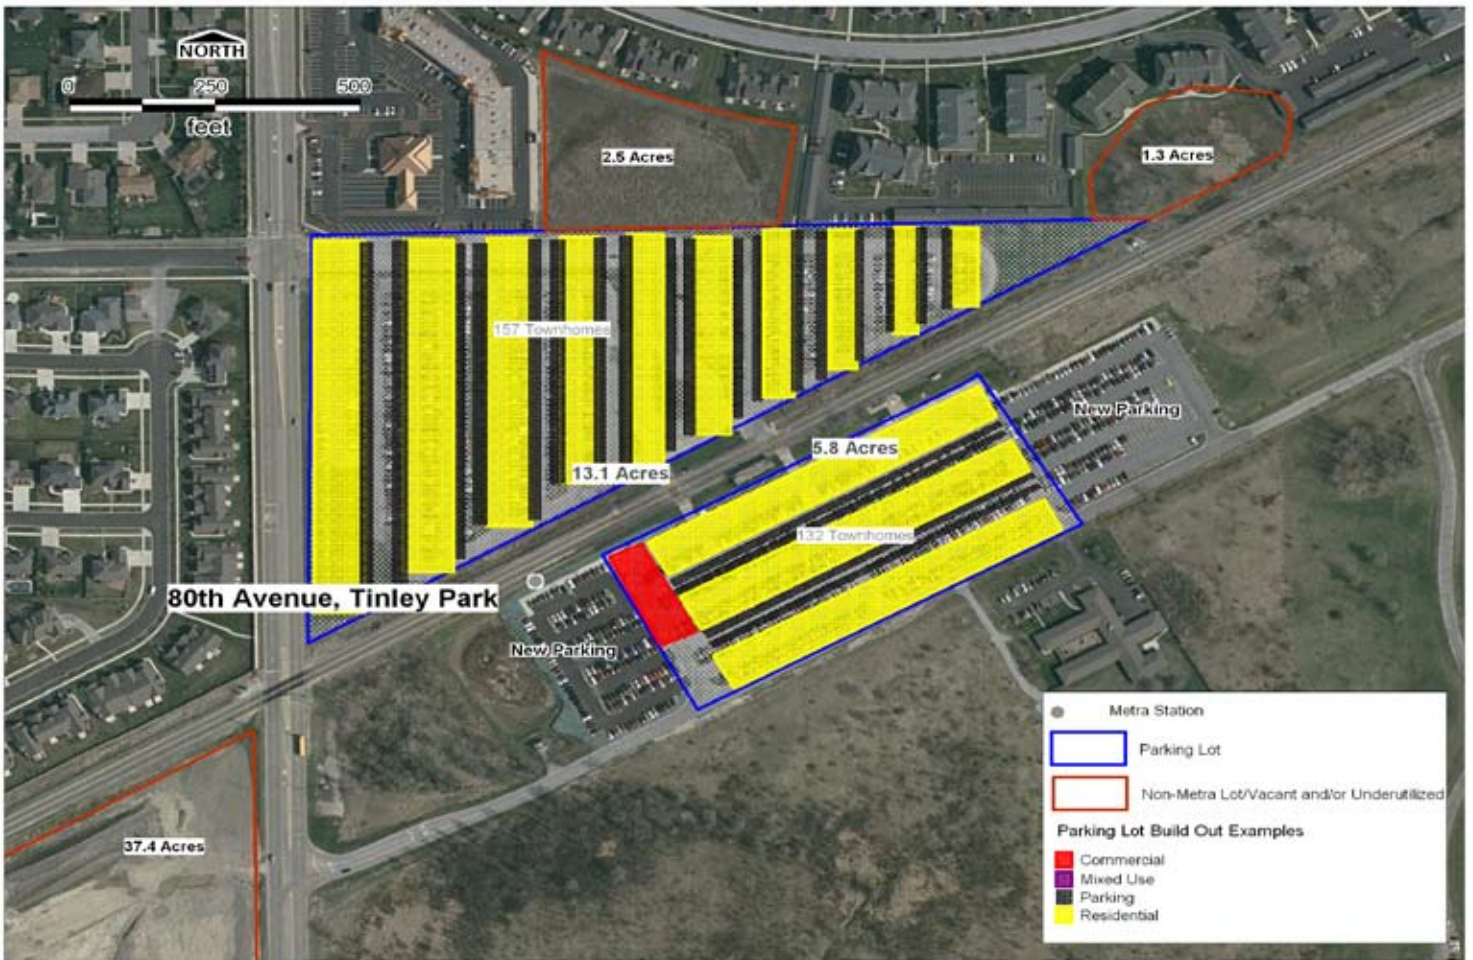 NORTH
0 250 500
feet
2.5 Acres
1.3 Acres
157 Townhomes
13.1 Acres
5.8 Acres
New Parking
132 Townhomes
80th Avenue, Tinley Park
New Parking
37.4 Acres
Metra Station
Parking Lot
Non-Metra Lot/Vacant and/or Underutilized
Parking Lot Build Out Examples
Commercial
Mixed Use
Parking
Residential